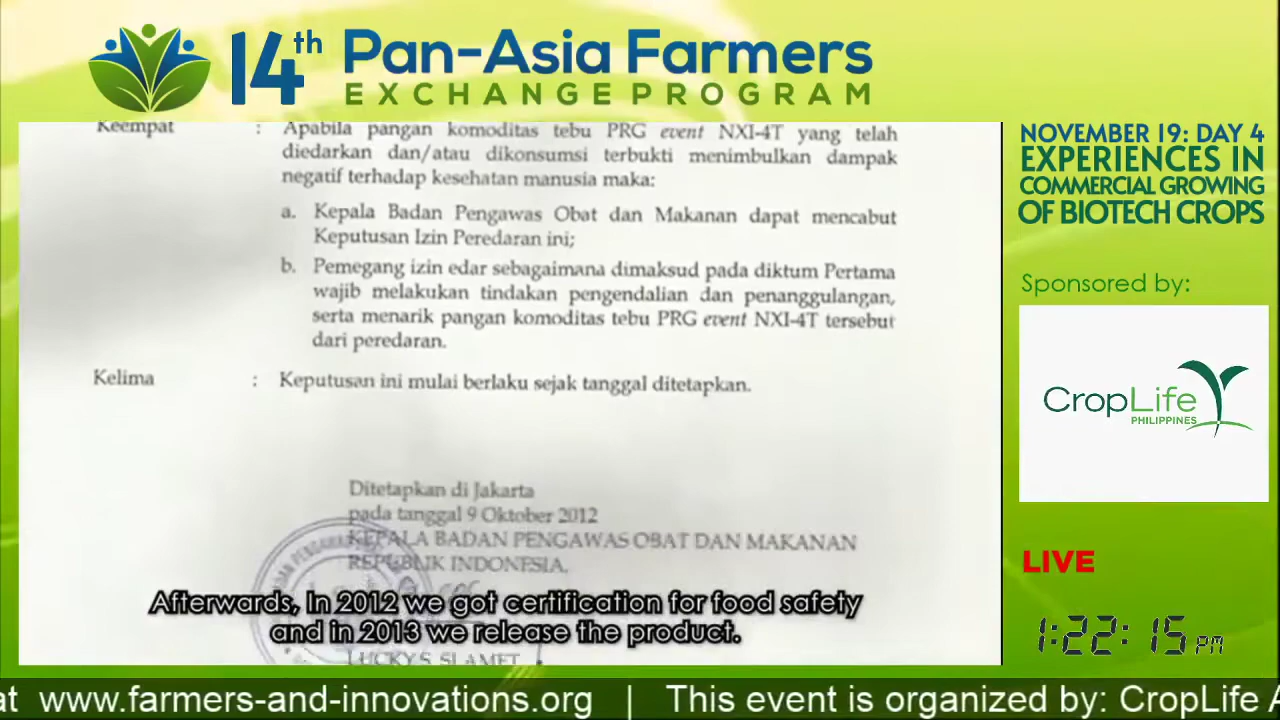 14th Pan-Asia Farmers
EXCHANGE PROGRAM
NOVEMBER 19: DAY 4
EXPERIENCES IN
COMMERCIAL GROWING
OF BIOTECH CROPS
Sponsored by:
CropLife
PHILIPPINES
LIVE
1:22:15 PM
Keempat : Apabila pangan komoditas tebu PRG event NXI-4T yang telah
diedarkan dan/atau dikonsumsi terbukti menimbulkan dampak
negatif terhadap kesehatan manusia maka:
a. Kepala Badan Pengawas Obat dan Makanan dapat mencabut
Keputusan Izin Peredaran ini;
b. Pemegang izin edar sebagaimana dimaksud pada diktum Pertama
wajib melakukan tindakan pengendalian dan penanggulangan,
serta menarik pangan komoditas tebu PRG event NXI-4T tersebut
dari peredaran.
Kelima : Keputusan ini mulai berlaku sejak tanggal ditetapkan.
Ditetapkan di Jakarta
pada tanggal 9 Oktober 2012
KEPALA BADAN PENGAWAS OBAT DAN MAKANAN
REPUBLIK INDONESIA,
Afterwards, In 2012 we got certification for food safety
and in 2013 we release the product.
LUCKY S. SLAMET
at www.farmers-and-innovations.org | This event is organized by: CropLife A